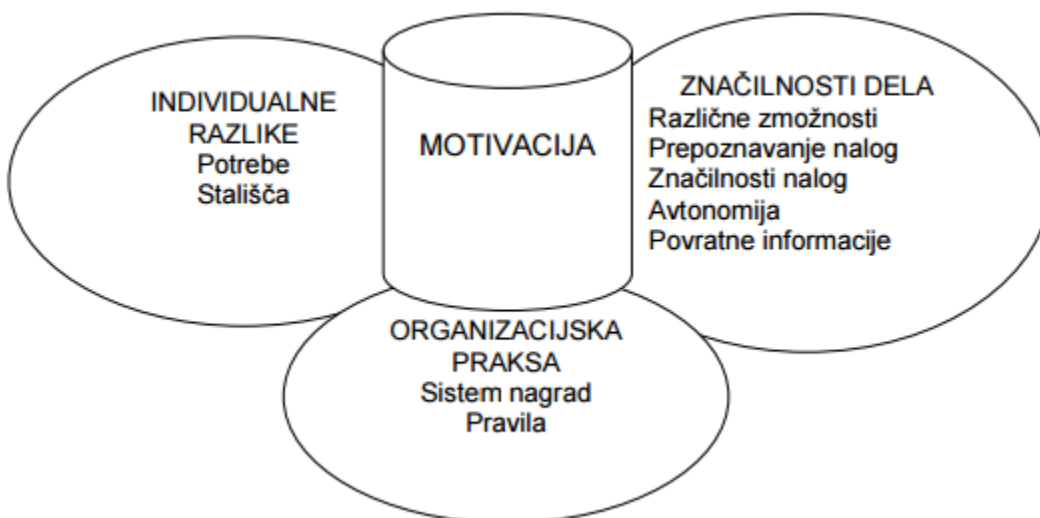 INDIVIDUALNE
RAZLIKE
Potrebe
Stališča
MOTIVACIJA
ZNAČILNOSTI DELA
Različne zmožnosti
Prepoznavanje nalog
Značilnosti nalog
Avtonomija
Povratne informacije
ORGANIZACIJSKA
PRAKSA
Sistem nagrad
Pravila